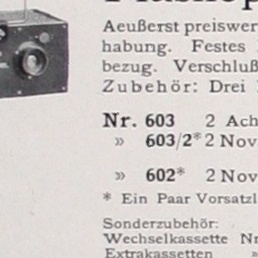 Aeußerst preiswer
habung. Festes
bezug. Verschluß
Zubehör: Drei
Nr. 603 2 Ach
» 603/2* 2 Nov
» 602* 2 Nov
* Ein Paar Vorsatzl
Sonderzubehör:
Wechselkassette Nr
Extrakassetten »